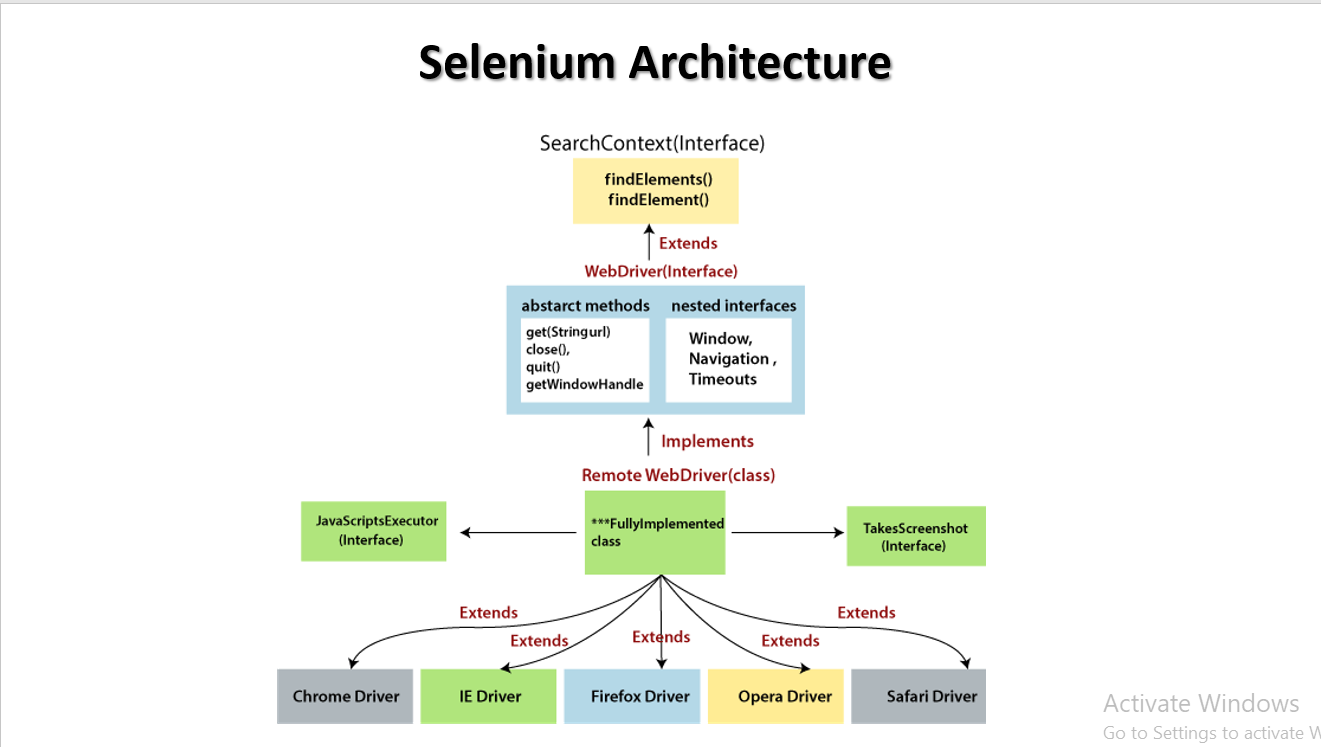 Selenium Architecture
SearchContext(Interface)
findElements()
findElement()
Extends
WebDriver(Interface)
abstarct methods
nested interfaces
get(Stringurl)
close(),
quit()
getWindowHandle
Window,
Navigation ,
Timeouts
Implements
Remote WebDriver(class)
JavaScriptsExecutor
(Interface)
***FullyImplemented
class
TakesScreenshot
(Interface)
Extends
Extends
Extends
Extends
Extends
Chrome Driver
IE Driver
Firefox Driver
Opera Driver
Safari Driver
Activate Windows
Go to Settings to activate W